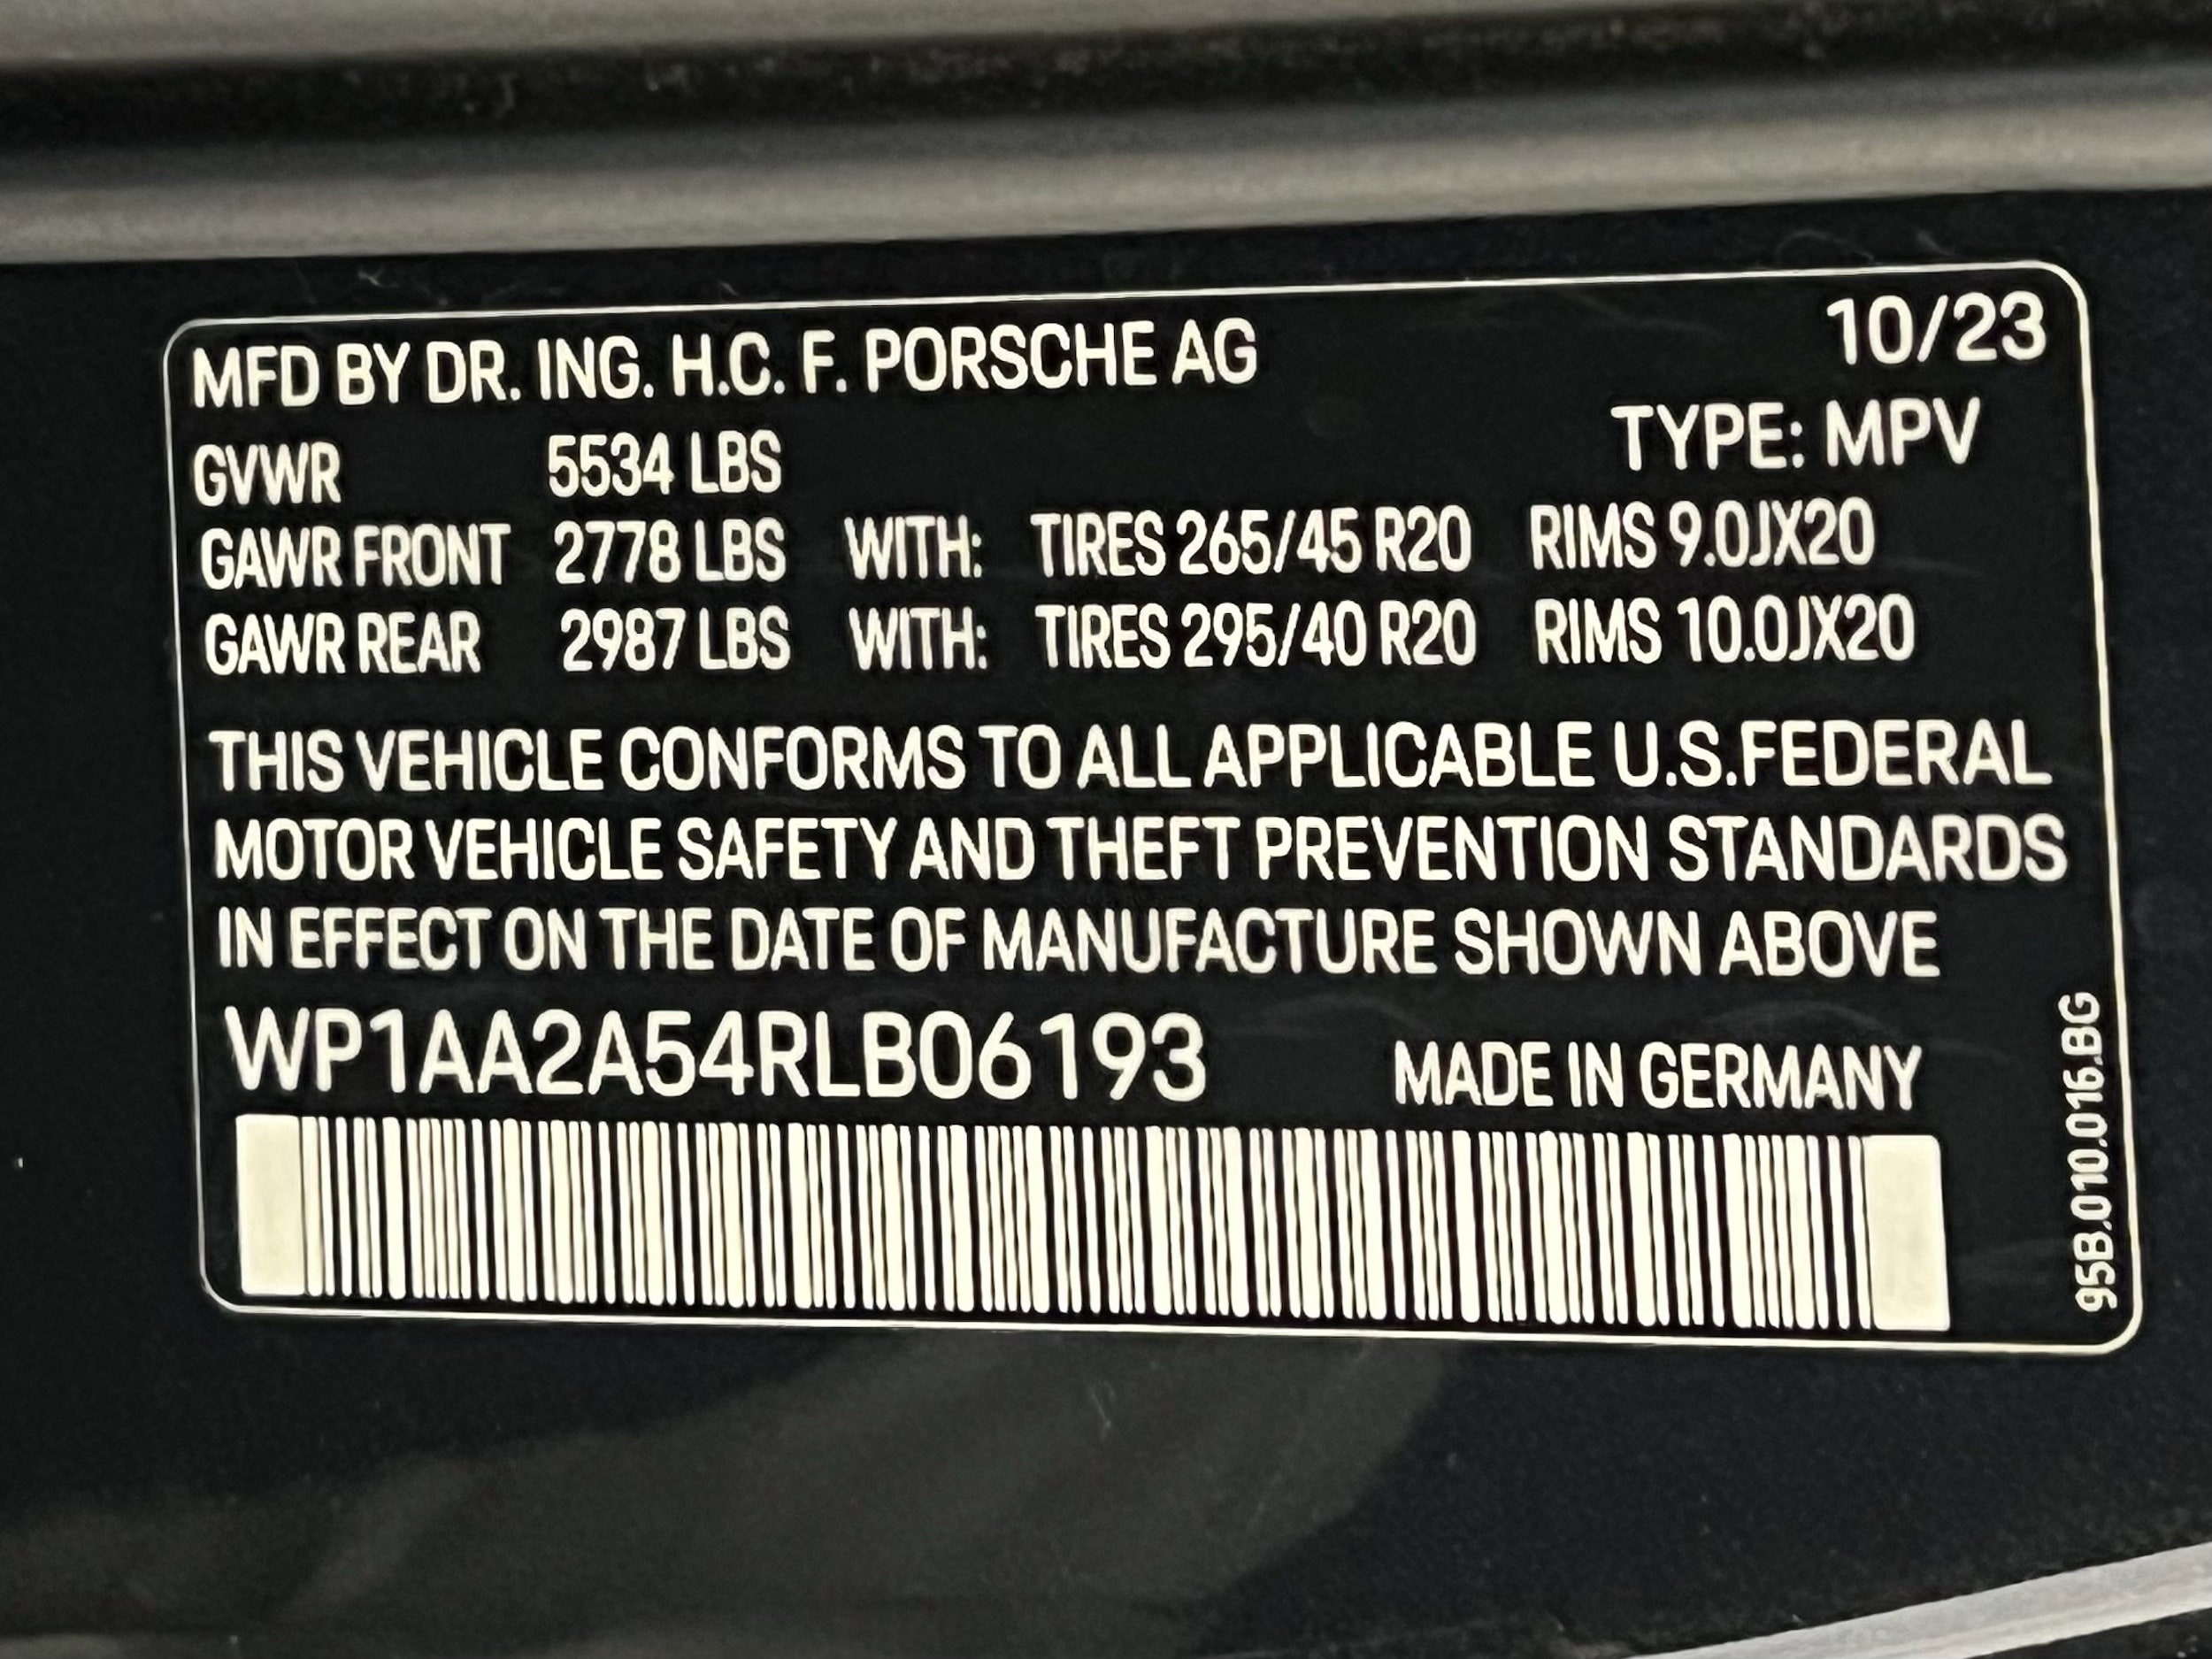 MFD BY DR. ING. H.C. F. PORSCHE AG 10/23
TYPE: MPV
GVWR 5534 LBS
GAWR FRONT 2778 LBS WITH: TIRES 265/45 R20 RIMS 9.0JX20
GAWR REAR 2987 LBS WITH: TIRES 295/40 R20 RIMS 10.0JX20
THIS VEHICLE CONFORMS TO ALL APPLICABLE U.S.FEDERAL
MOTOR VEHICLE SAFETY AND THEFT PREVENTION STANDARDS
IN EFFECT ON THE DATE OF MANUFACTURE SHOWN ABOVE
WP1AA2A54RLB06193 MADE IN GERMANY
95B.010.016.BG